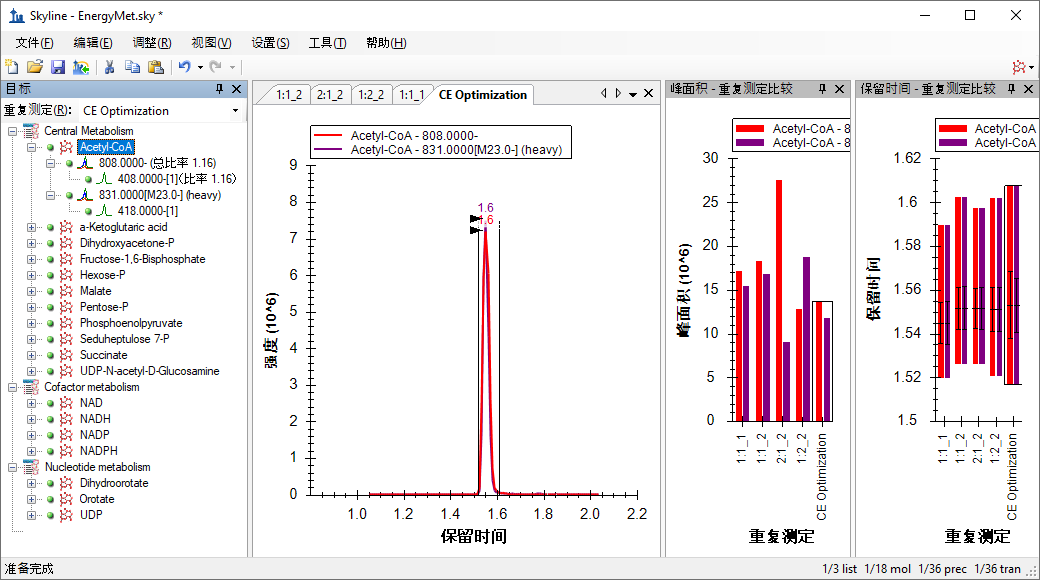 Skyline - EnergyMet.sky *
文件(F) 编辑(E) 调整(R) 视图(V) 设置(S) 工具(T) 帮助(H)
目标
重复测定(R): CE Optimization
Central Metabolism
Acetyl-CoA
808.0000- (总比率 1.16)
408.0000-[1](比率 1.16)
831.0000[M23.0-] (heavy)
418.0000-[1]
a-Ketoglutaric acid
Dihydroxyacetone-P
Fructose-1,6-Bisphosphate
Hexose-P
Malate
Pentose-P
Phosphoenolpyruvate
Seduheptulose 7-P
Succinate
UDP-N-acetyl-D-Glucosamine
Cofactor metabolism
NAD
NADH
NADP
NADPH
Nucleotide metabolism
Dihydroorotate
Orotate
UDP
1:1_2 2:1_2 1:2_2 1:1_1 CE Optimization
Acetyl-CoA - 808.0000-
Acetyl-CoA - 831.0000[M23.0-] (heavy)
强度 (10^6)
9
8
7
6
5
4
3
2
1
0
1.6
1.6
1.0 1.2 1.4 1.6 1.8 2.0 2.2
保留时间
峰面积 - 重复测定比较
Acetyl-CoA - 8
Acetyl-CoA - 8
峰面积 (10^6)
30
25
20
15
10
5
0
1:1_1 1:1_2 2:1_2 1:2_2 CE Optimization
重复测定
保留时间 - 重复测定比较
Acetyl-CoA
Acetyl-CoA
保留时间
1.62
1.6
1.58
1.56
1.54
1.52
1.5
1:1_1 1:1_2 2:1_2 1:2_2 CE Optimization
重复测定
准备完成 1/3 list 1/18 mol 1/36 prec 1/36 tran